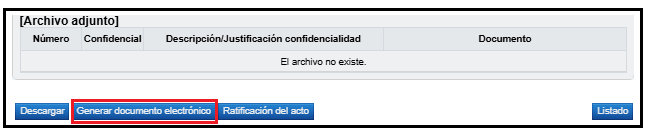 [Archivo adjunto]
Número Confidencial Descripción/Justificación confidencialidad Documento
El archivo no existe.
Descargar Generar documento electrónico Ratificación del acto Listado